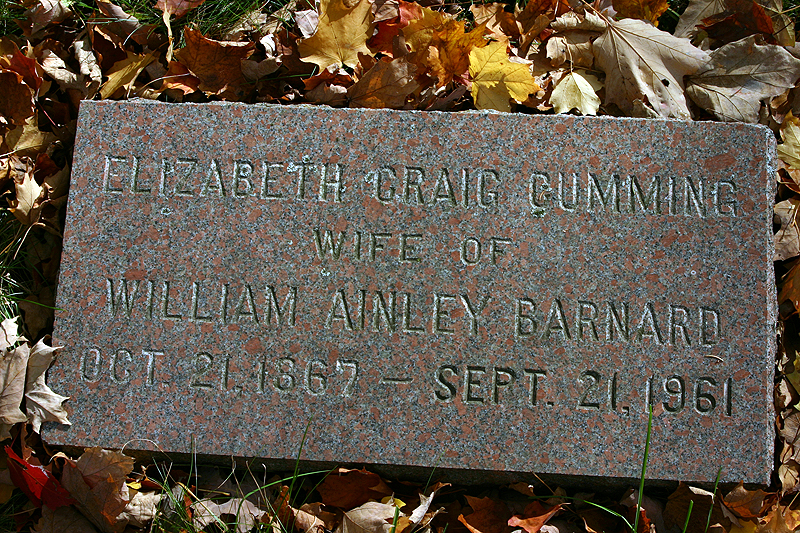 ELIZABETH CRAIG CUMMING
WIFE OF
WILLIAM AINLEY BARNARD
OCT. 21, 1867 — SEPT. 21, 1961